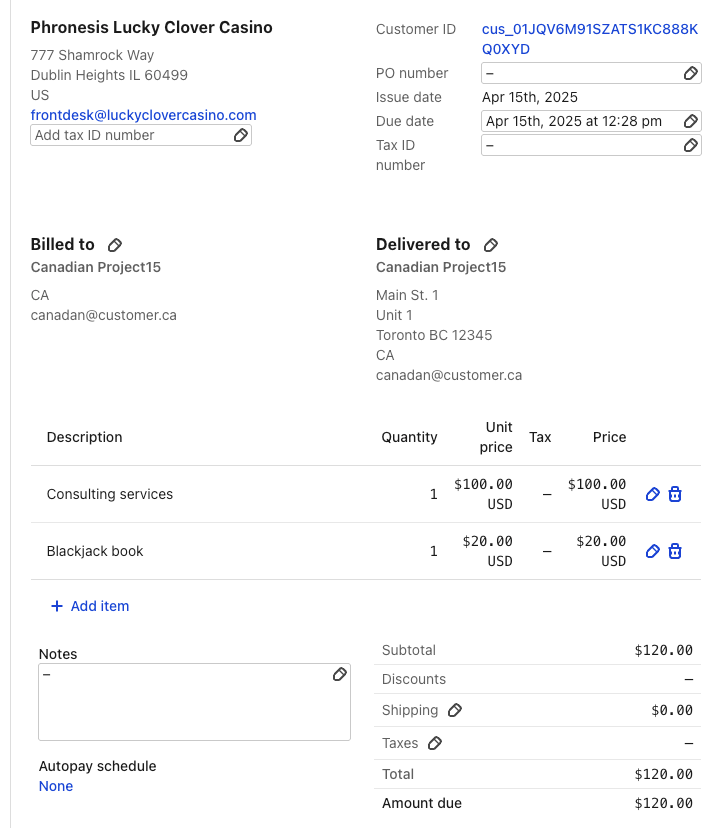 Phronesis Lucky Clover Casino
777 Shamrock Way
Dublin Heights IL 60499
US
frontdesk@luckyclovercasino.com
Add tax ID number
Customer ID cus_01JQV6M91SZATS1KC888K
Q0XYD
PO number –
Issue date Apr 15th, 2025
Due date Apr 15th, 2025 at 12:28 pm
Tax ID –
number
Billed to
Canadian Project15
CA
canadan@customer.ca
Delivered to
Canadian Project15
Main St. 1
Unit 1
Toronto BC 12345
CA
canadan@customer.ca
Description Quantity Unit price Tax Price
Consulting services 1 $100.00 USD – $100.00 USD
Blackjack book 1 $20.00 USD – $20.00 USD
+ Add item
Notes
–
Autopay schedule
None
Subtotal $120.00
Discounts –
Shipping $0.00
Taxes –
Total $120.00
Amount due $120.00